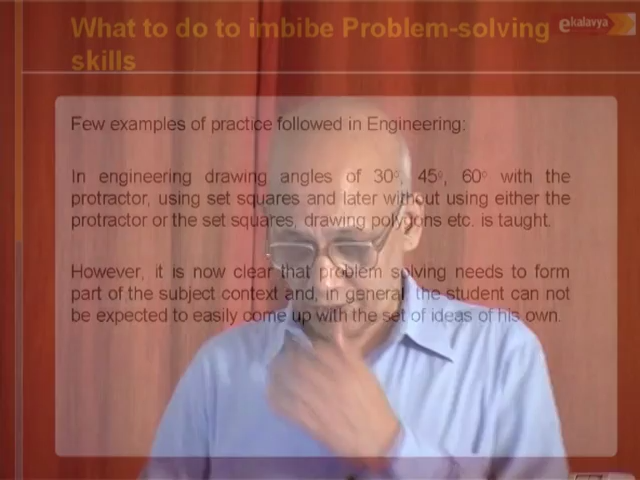 What to do to imbibe Problem-solving
skills
ekalavya
Few examples of practice followed in Engineering:
In engineering drawing angles of 30°, 45°, 60° with the
protractor, using set squares and later without using either the
protractor or the set squares, drawing polygons etc. is taught.
However, it is now clear that problem solving needs to form
part of the subject context and, in general, the student can not
be expected to easily come up with the set of ideas of his own.